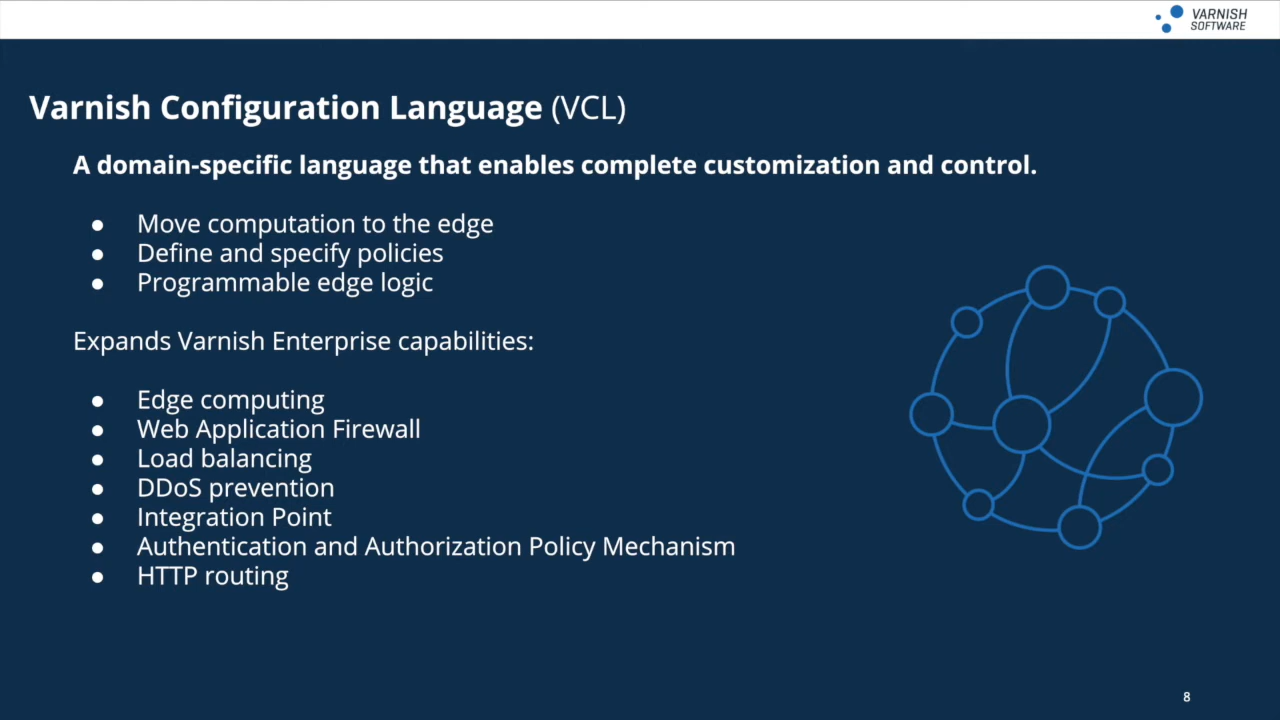 VARNISH
SOFTWARE
Varnish Configuration Language (VCL)
A domain-specific language that enables complete customization and control.
● Move computation to the edge
● Define and specify policies
● Programmable edge logic
Expands Varnish Enterprise capabilities:
● Edge computing
● Web Application Firewall
● Load balancing
● DDoS prevention
● Integration Point
● Authentication and Authorization Policy Mechanism
● HTTP routing
8